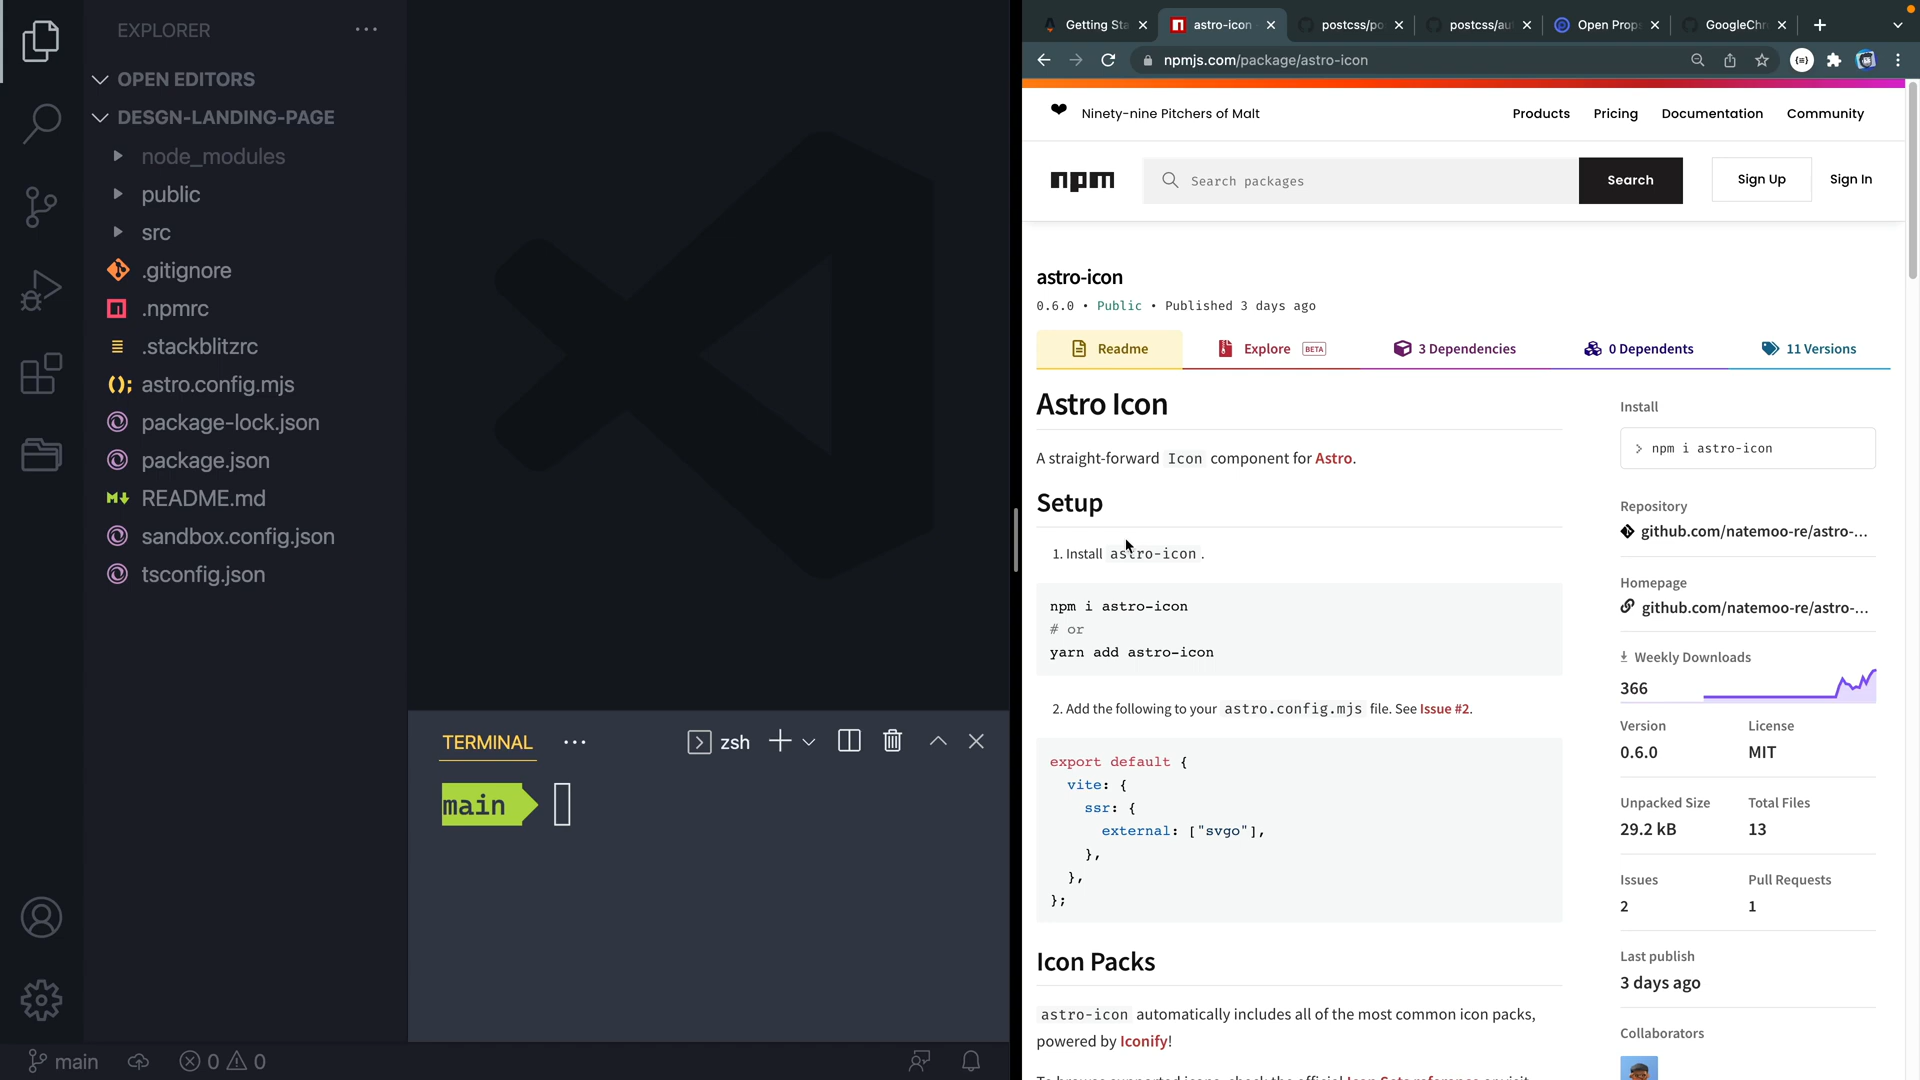 EXPLORER
OPEN EDITORS
DESGN-LANDING-PAGE
node_modules
public
src
.gitignore
.npmrc
.stackblitzrc
astro.config.mjs
package-lock.json
package.json
README.md
sandbox.config.json
tsconfig.json
TERMINAL
zsh
main
main
0
0
Getting Sta
astro-icon
postcss/po
postcss/au
Open Props
GoogleChr
npmjs.com/package/astro-icon
Ninety-nine Pitchers of Malt
Products
Pricing
Documentation
Community
npm
Search packages
Search
Sign Up
Sign In
astro-icon
0.6.0 • Public • Published 3 days ago
Readme
Explore BETA
3 Dependencies
0 Dependents
11 Versions
Astro Icon
A straight-forward Icon component for Astro.
Setup
1. Install astro-icon.
npm i astro-icon
# or
yarn add astro-icon
2. Add the following to your astro.config.mjs file. See Issue #2.
export default {
vite: {
ssr: {
external: ["svgo"],
},
},
};
Icon Packs
astro-icon automatically includes all of the most common icon packs,
powered by Iconify!
Install
> npm i astro-icon
Repository
github.com/natemoo-re/astro-...
Homepage
github.com/natemoo-re/astro-...
Weekly Downloads
366
Version
License
0.6.0
MIT
Unpacked Size
Total Files
29.2 kB
13
Issues
Pull Requests
2
1
Last publish
3 days ago
Collaborators